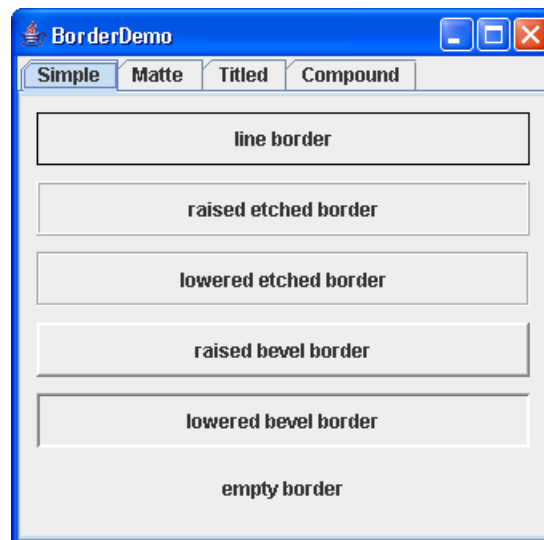 BorderDemo
Simple Matte Titled Compound
line border
raised etched border
lowered etched border
raised bevel border
lowered bevel border
empty border